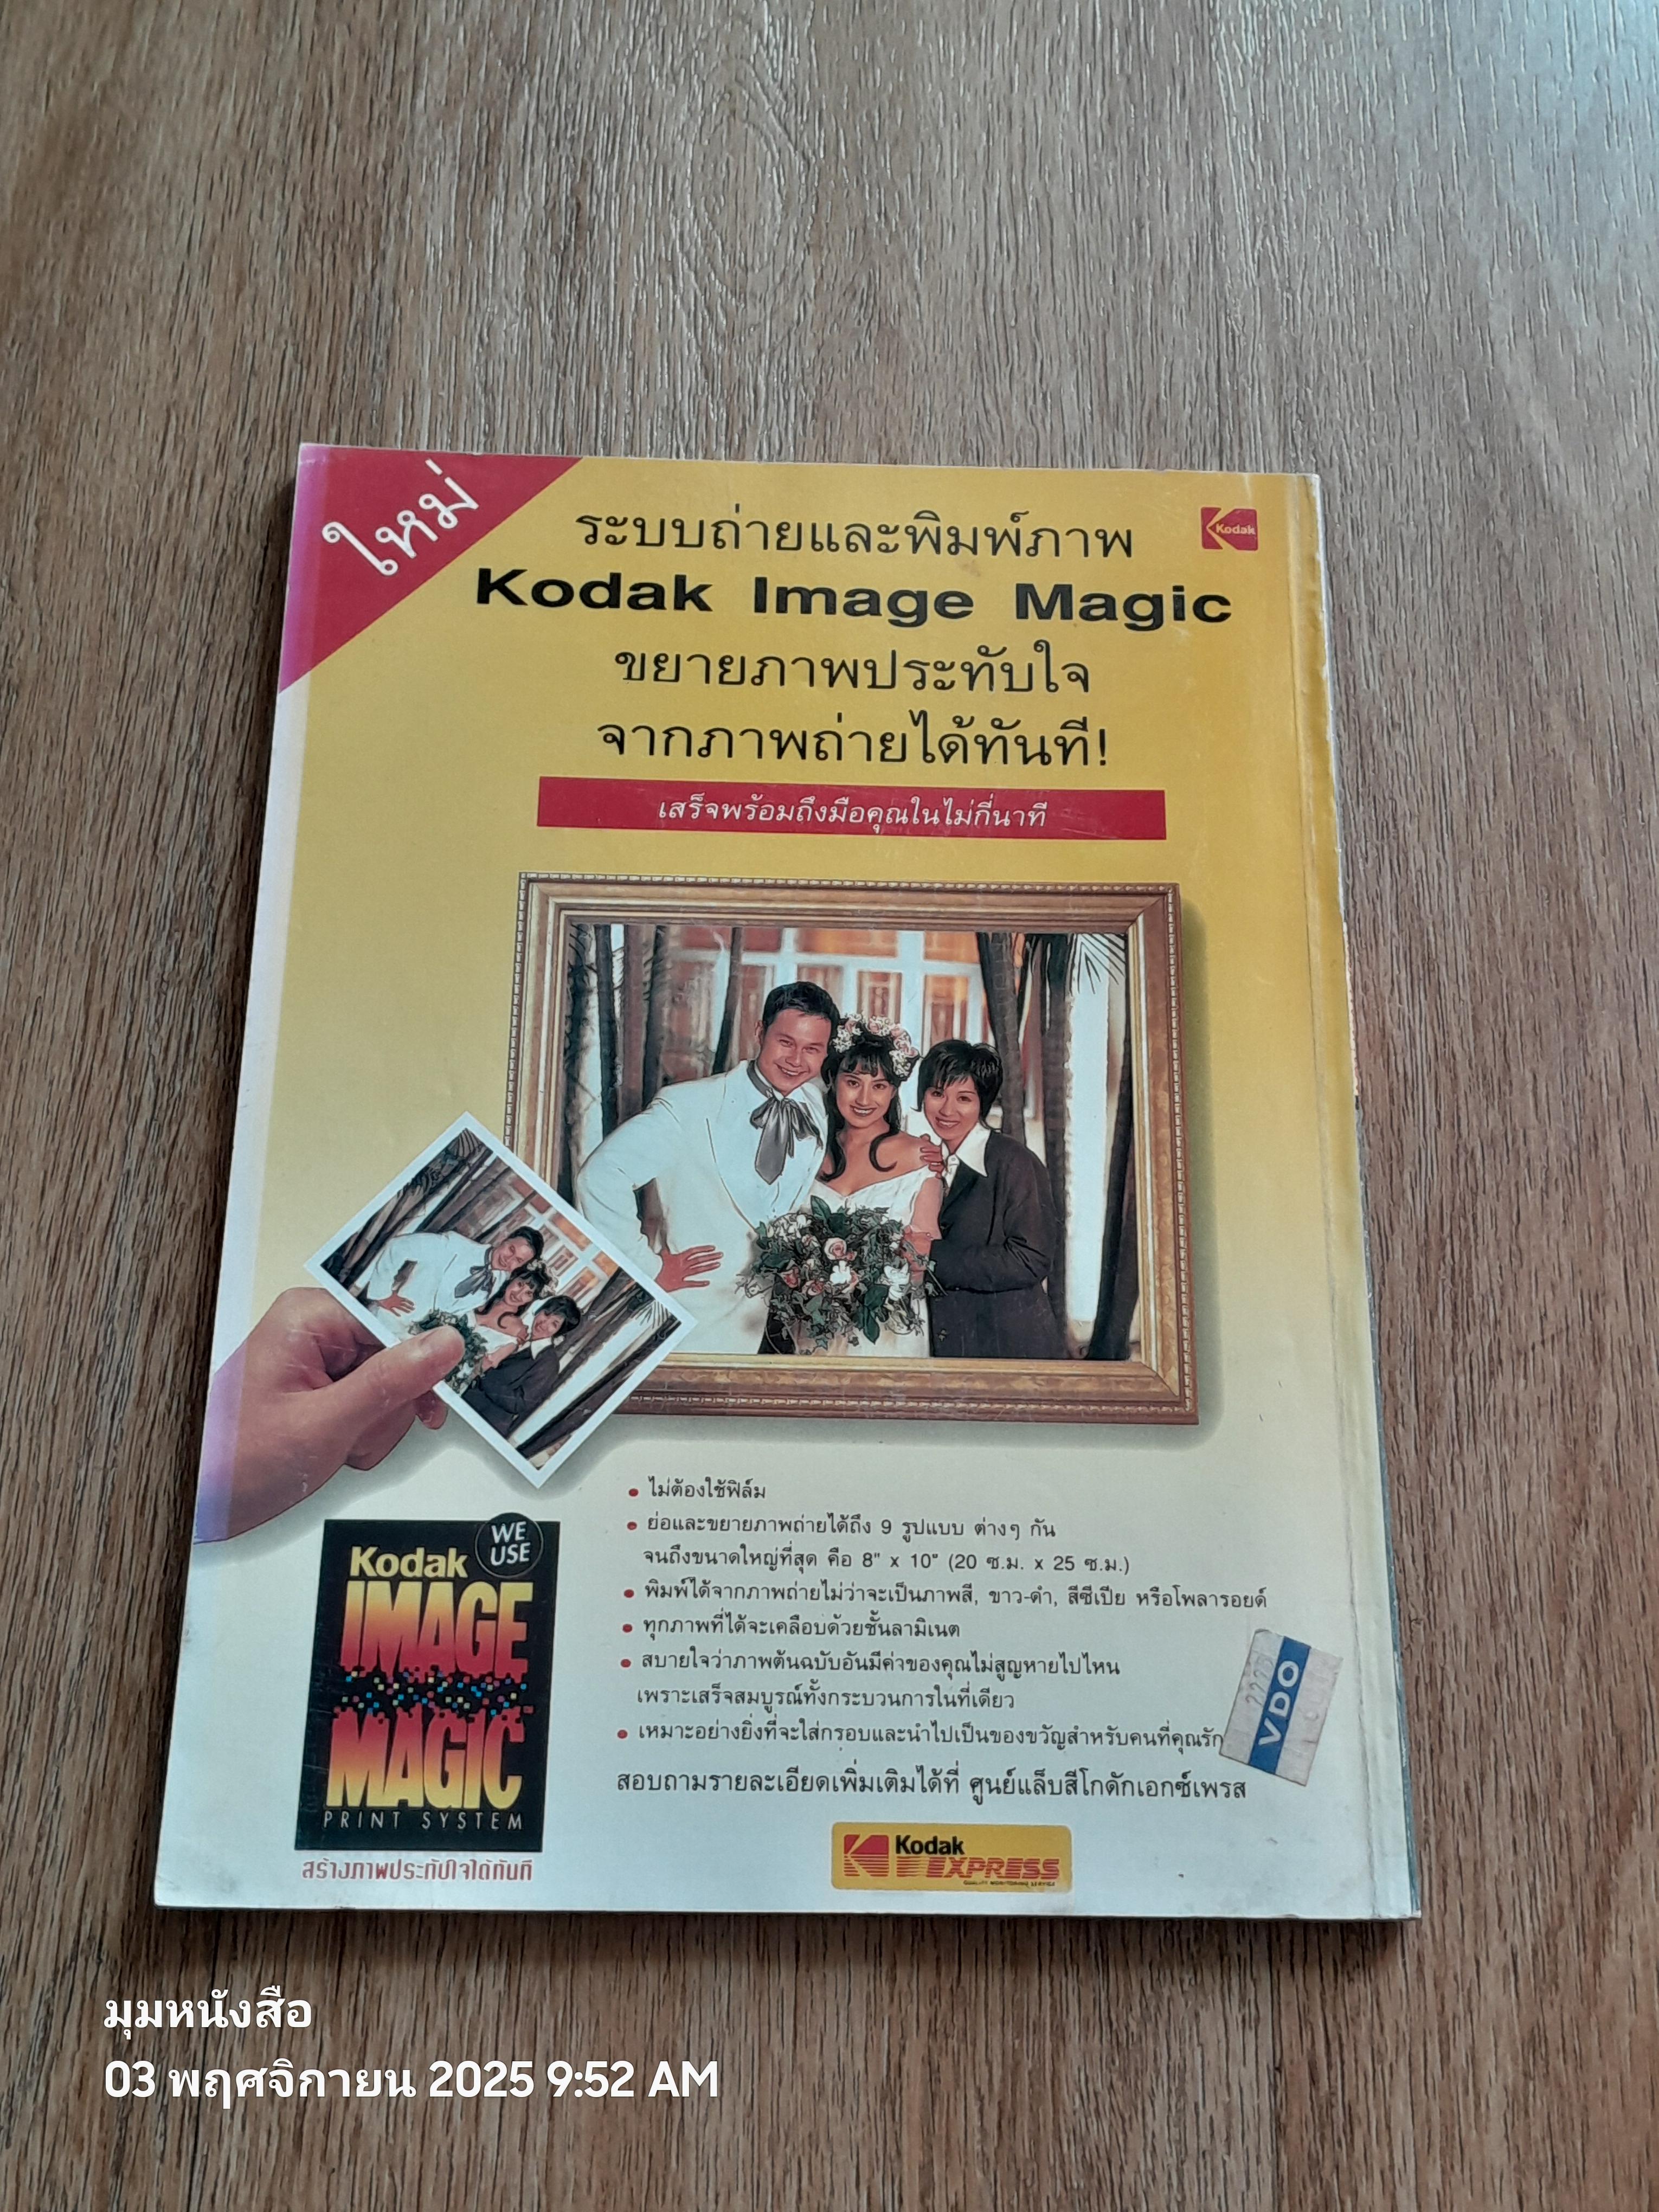 ใหม่
ระบบถ่ายและพิมพ์ภาพ
Kodak
Kodak Image Magic
ขยายภาพประทับใจ
จากภาพถ่ายได้ทันที!
เสร็จพร้อมถึงมือคุณในไม่กี่นาที
• ไม่ต้องใช้ฟิล์ม
• ย่อและขยายภาพถ่ายได้ถึง 9 รูปแบบ ต่างๆ กัน
จนถึงขนาดใหญ่ที่สุด คือ 8" x 10" (20 ซ.ม. x 25 ซ.ม.)
• พิมพ์ได้จากภาพถ่ายไม่ว่าจะเป็นภาพสี, ขาว-ดำ, สีซีเปีย หรือโพลารอยด์
• ทุกภาพที่ได้จะเคลือบด้วยชั้นลามิเนต
• สบายใจว่าภาพต้นฉบับอันมีค่าของคุณไม่สูญหายไปไหน
เพราะเสร็จสมบูรณ์ทั้งกระบวนการในที่เดียว
• เหมาะอย่างยิ่งที่จะใส่กรอบและนำไปเป็นของขวัญสำหรับคนที่คุณรัก
สอบถามรายละเอียดเพิ่มเติมได้ที่ ศูนย์แล็บสีโกดักเอกซ์เพรส
WE
USE
Kodak
IMAGE
MAGIC
PRINT SYSTEM
สร้างภาพประทับใจได้ทันที
VDO
Kodak
EXPRESS
QUALITY MONITORING SERVICE
มุมหนังสือ
03 พฤศจิกายน 2025 9:52 AM